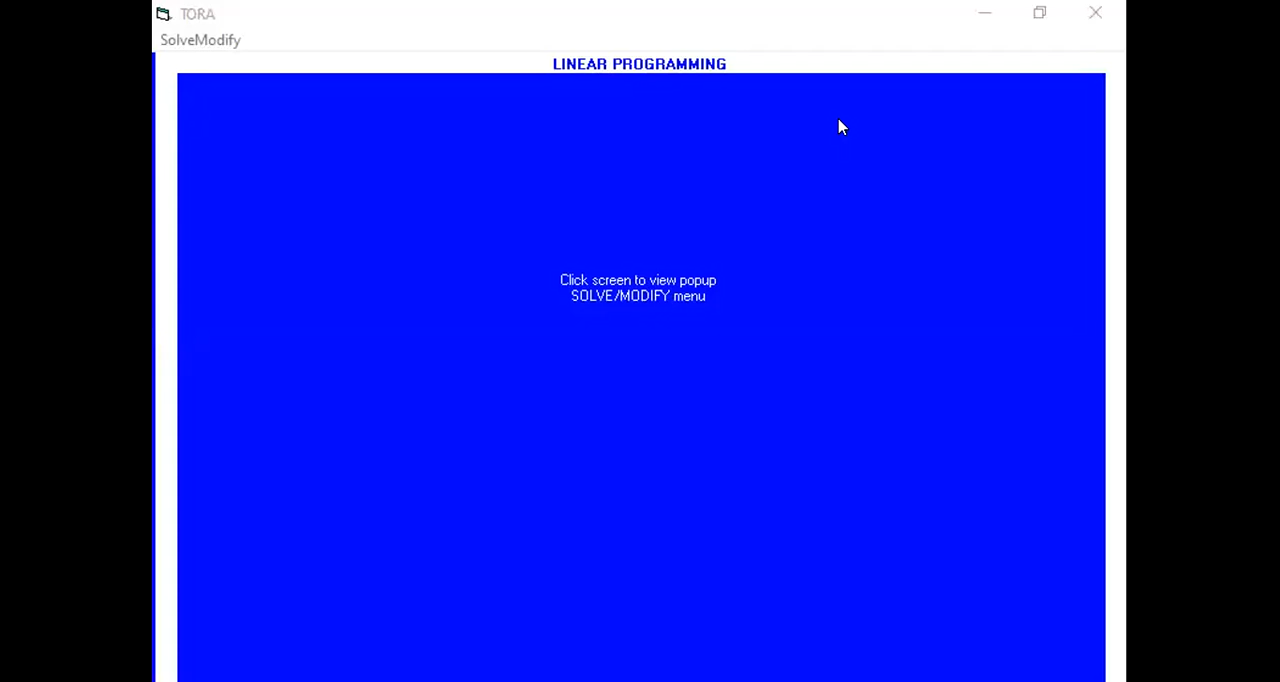 TORA
SolveModify
LINEAR PROGRAMMING
Click screen to view popup
SOLVE/MODIFY menu